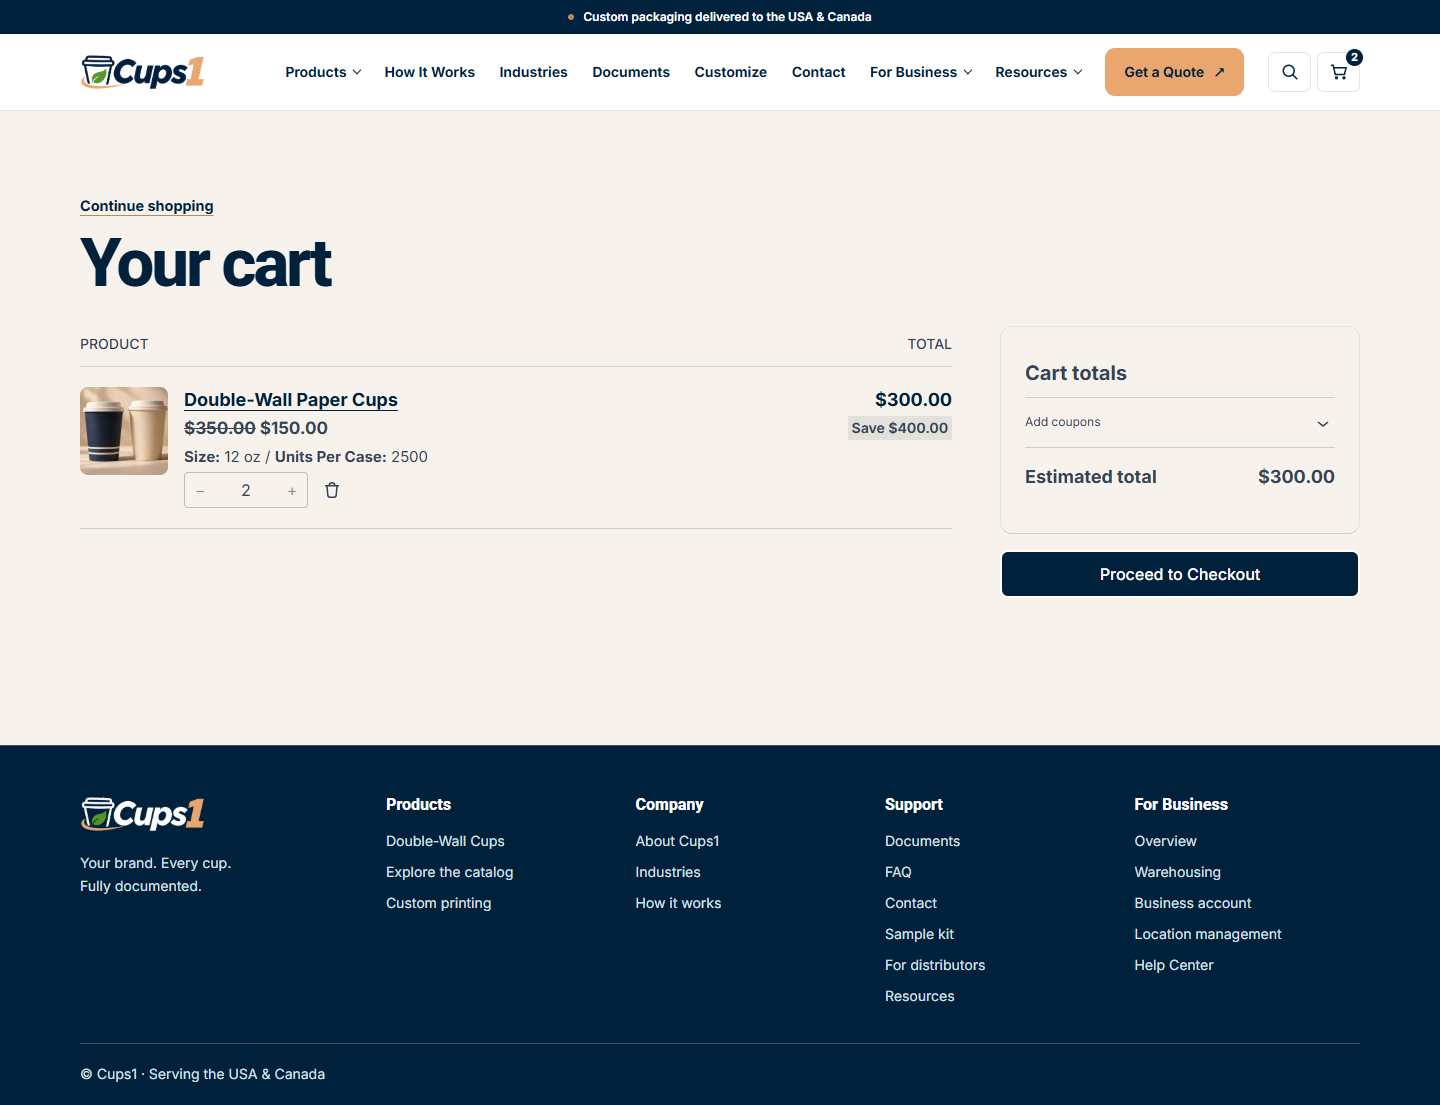 Custom packaging delivered to the USA & Canada
Cups1
Products
How It Works
Industries
Documents
Customize
Contact
For Business
Resources
Get a Quote ↗
2
Continue shopping
Your cart
PRODUCT
TOTAL
Double-Wall Paper Cups
$300.00
$350.00 $150.00
Save $400.00
Size: 12 oz / Units Per Case: 2500
− 2 +
Cart totals
Add coupons
Estimated total $300.00
Proceed to Checkout
Cups1
Your brand. Every cup.
Fully documented.
Products
Double-Wall Cups
Explore the catalog
Custom printing
Company
About Cups1
Industries
How it works
Support
Documents
FAQ
Contact
Sample kit
For distributors
Resources
For Business
Overview
Warehousing
Business account
Location management
Help Center
© Cups1 · Serving the USA & Canada